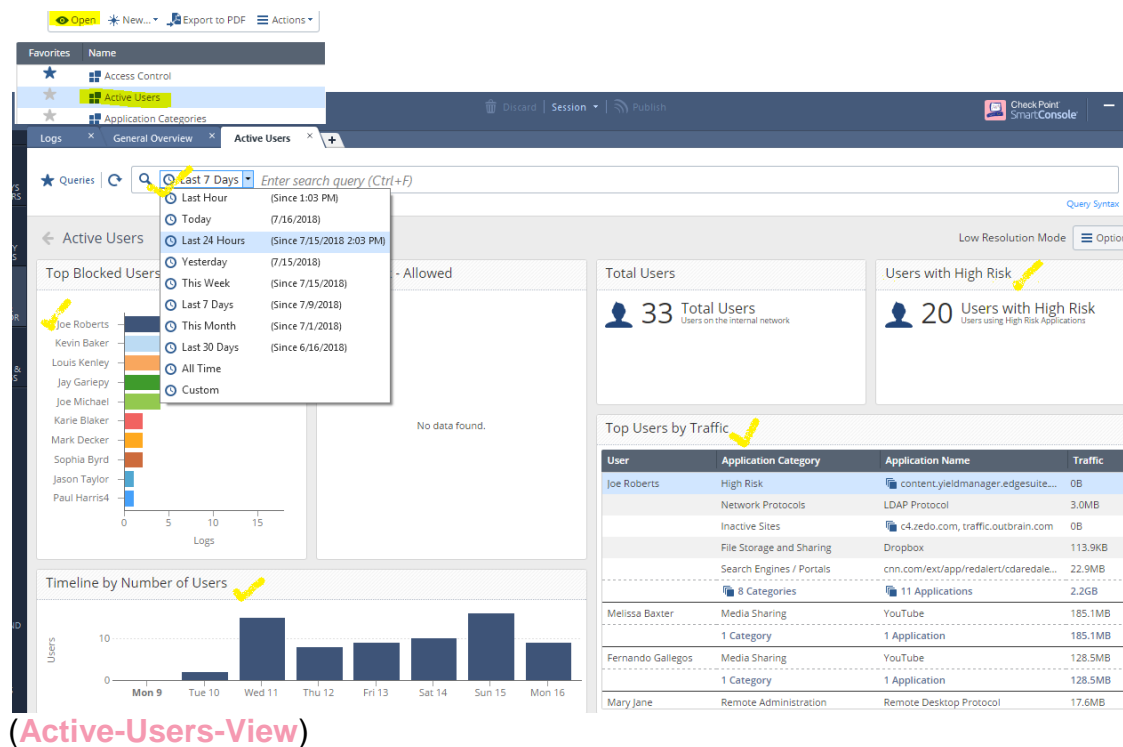 Open New... Export to PDF Actions
Favorites Name
Access Control
Active Users
Application Categories
Discard Session Publish
Check Point
SmartConsole
Logs × General Overview × Active Users × +
Queries Last 7 Days Enter search query (Ctrl+F)
Query Syntax
Last Hour (Since 1:03 PM)
Today (7/16/2018)
Last 24 Hours (Since 7/15/2018 2:03 PM)
Yesterday (7/15/2018)
This Week (Since 7/15/2018)
Last 7 Days (Since 7/9/2018)
This Month (Since 7/1/2018)
Last 30 Days (Since 6/16/2018)
All Time
Custom
Active Users
Low Resolution Mode
Top Blocked Users
Joe Roberts
Kevin Baker
Louis Kenley
Jay Gariepy
Joe Michael
Karie Blaker
Mark Decker
Sophia Byrd
Jason Taylor
Paul Harris4
0 5 10 15
Logs
- Allowed
No data found.
Total Users
33 Total Users
Users on the internal network
Users with High Risk
20 Users with High Risk
Users using High Risk Applications
Top Users by Traffic
User Application Category Application Name Traffic
Joe Roberts High Risk content.yieldmanager.edgesuite.... 0B
Network Protocols LDAP Protocol 3.0MB
Inactive Sites c4.zedo.com, traffic.outbrain.com 0B
File Storage and Sharing Dropbox 113.9KB
Search Engines / Portals cnn.com/ext/app/redalert/cdaredale... 22.9MB
8 Categories 11 Applications 2.2GB
Melissa Baxter Media Sharing YouTube 185.1MB
1 Category 1 Application 185.1MB
Fernando Gallegos Media Sharing YouTube 128.5MB
1 Category 1 Application 128.5MB
Mary Jane Remote Administration Remote Desktop Protocol 17.6MB
Timeline by Number of Users
Users
10
0
Mon 9 Tue 10 Wed 11 Thu 12 Fri 13 Sat 14 Sun 15 Mon 16
(Active-Users-View)